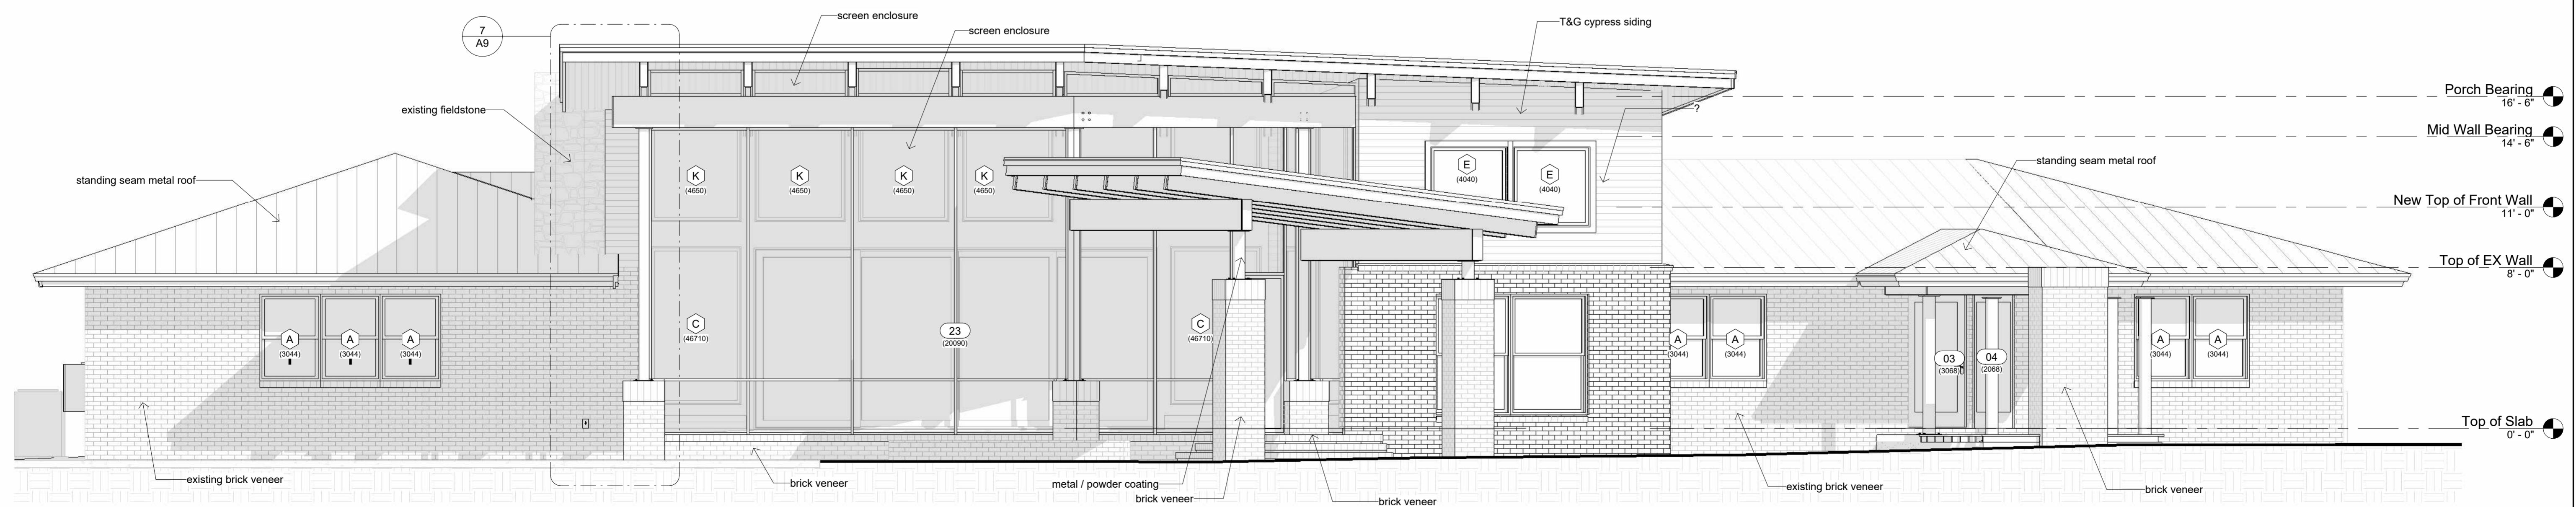 7
A9
screen enclosure
screen enclosure
T&G cypress siding
existing fieldstone
?
standing seam metal roof
standing seam metal roof
Porch Bearing
16' - 6"
Mid Wall Bearing
14' - 6"
New Top of Front Wall
11' - 0"
Top of EX Wall
8' - 0"
Top of Slab
0' - 0"
K
(4650)
K
(4650)
K
(4650)
K
(4650)
E
(4040)
E
(4040)
A
(3044)
A
(3044)
A
(3044)
C
(46710)
23
(20090)
C
(46710)
A
(3044)
A
(3044)
03
(3068)
04
(2068)
A
(3044)
A
(3044)
existing brick veneer
brick veneer
metal / powder coating
brick veneer
brick veneer
existing brick veneer
brick veneer